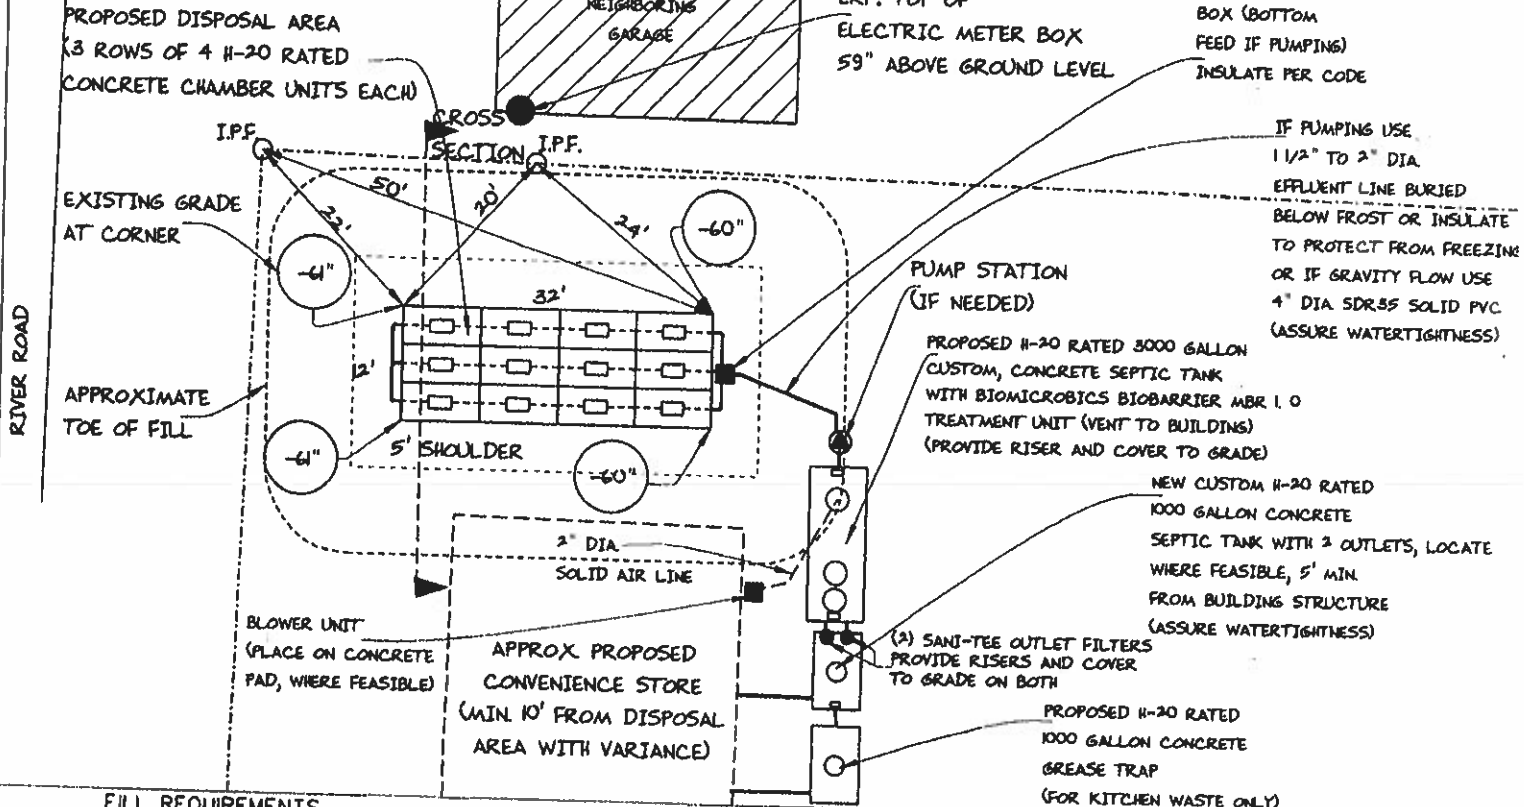 PROPOSED DISPOSAL AREA
(3 ROWS OF 4 H-20 RATED
CONCRETE CHAMBER UNITS EACH)
NEIGHBORING
GARAGE
ERP: TOP OF
ELECTRIC METER BOX
59" ABOVE GROUND LEVEL
BOX (BOTTOM
FEED IF PUMPING)
INSULATE PER CODE
I.P.F.
CROSS
SECTION
I.P.F.
IF PUMPING USE
1 1/2" TO 2" DIA.
EFFLUENT LINE BURIED
BELOW FROST OR INSULATE
TO PROTECT FROM FREEZING
OR IF GRAVITY FLOW USE
4" DIA SDR35 SOLID PVC
(ASSURE WATERTIGHTNESS)
EXISTING GRADE
AT CORNER
50'
22'
20'
24'
-60"
-61"
32'
12'
PUMP STATION
(IF NEEDED)
RIVER ROAD
APPROXIMATE
TOE OF FILL
PROPOSED H-20 RATED 3000 GALLON
CUSTOM, CONCRETE SEPTIC TANK
WITH BIOMICROBICS BIOBARRIER MBR 1.0
TREATMENT UNIT (VENT TO BUILDING)
(PROVIDE RISER AND COVER TO GRADE)
-61"
5' SHOULDER
-60"
NEW CUSTOM H-20 RATED
1000 GALLON CONCRETE
SEPTIC TANK WITH 2 OUTLETS, LOCATE
WHERE FEASIBLE, 5' MIN.
FROM BUILDING STRUCTURE
(ASSURE WATERTIGHTNESS)
2" DIA
SOLID AIR LINE
BLOWER UNIT
(PLACE ON CONCRETE
PAD, WHERE FEASIBLE)
APPROX. PROPOSED
CONVENIENCE STORE
(MIN. 10' FROM DISPOSAL
AREA WITH VARIANCE)
(2) SANI-TEE OUTLET FILTERS
PROVIDE RISERS AND COVER
TO GRADE ON BOTH
PROPOSED H-20 RATED
1000 GALLON CONCRETE
GREASE TRAP
(FOR KITCHEN WASTE ONLY)
FILL REQUIREMENTS